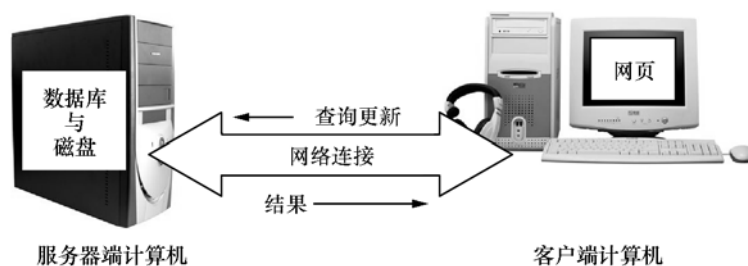 数据库
与
磁盘
查询更新
网络连接
结果
网页
服务器端计算机
客户端计算机